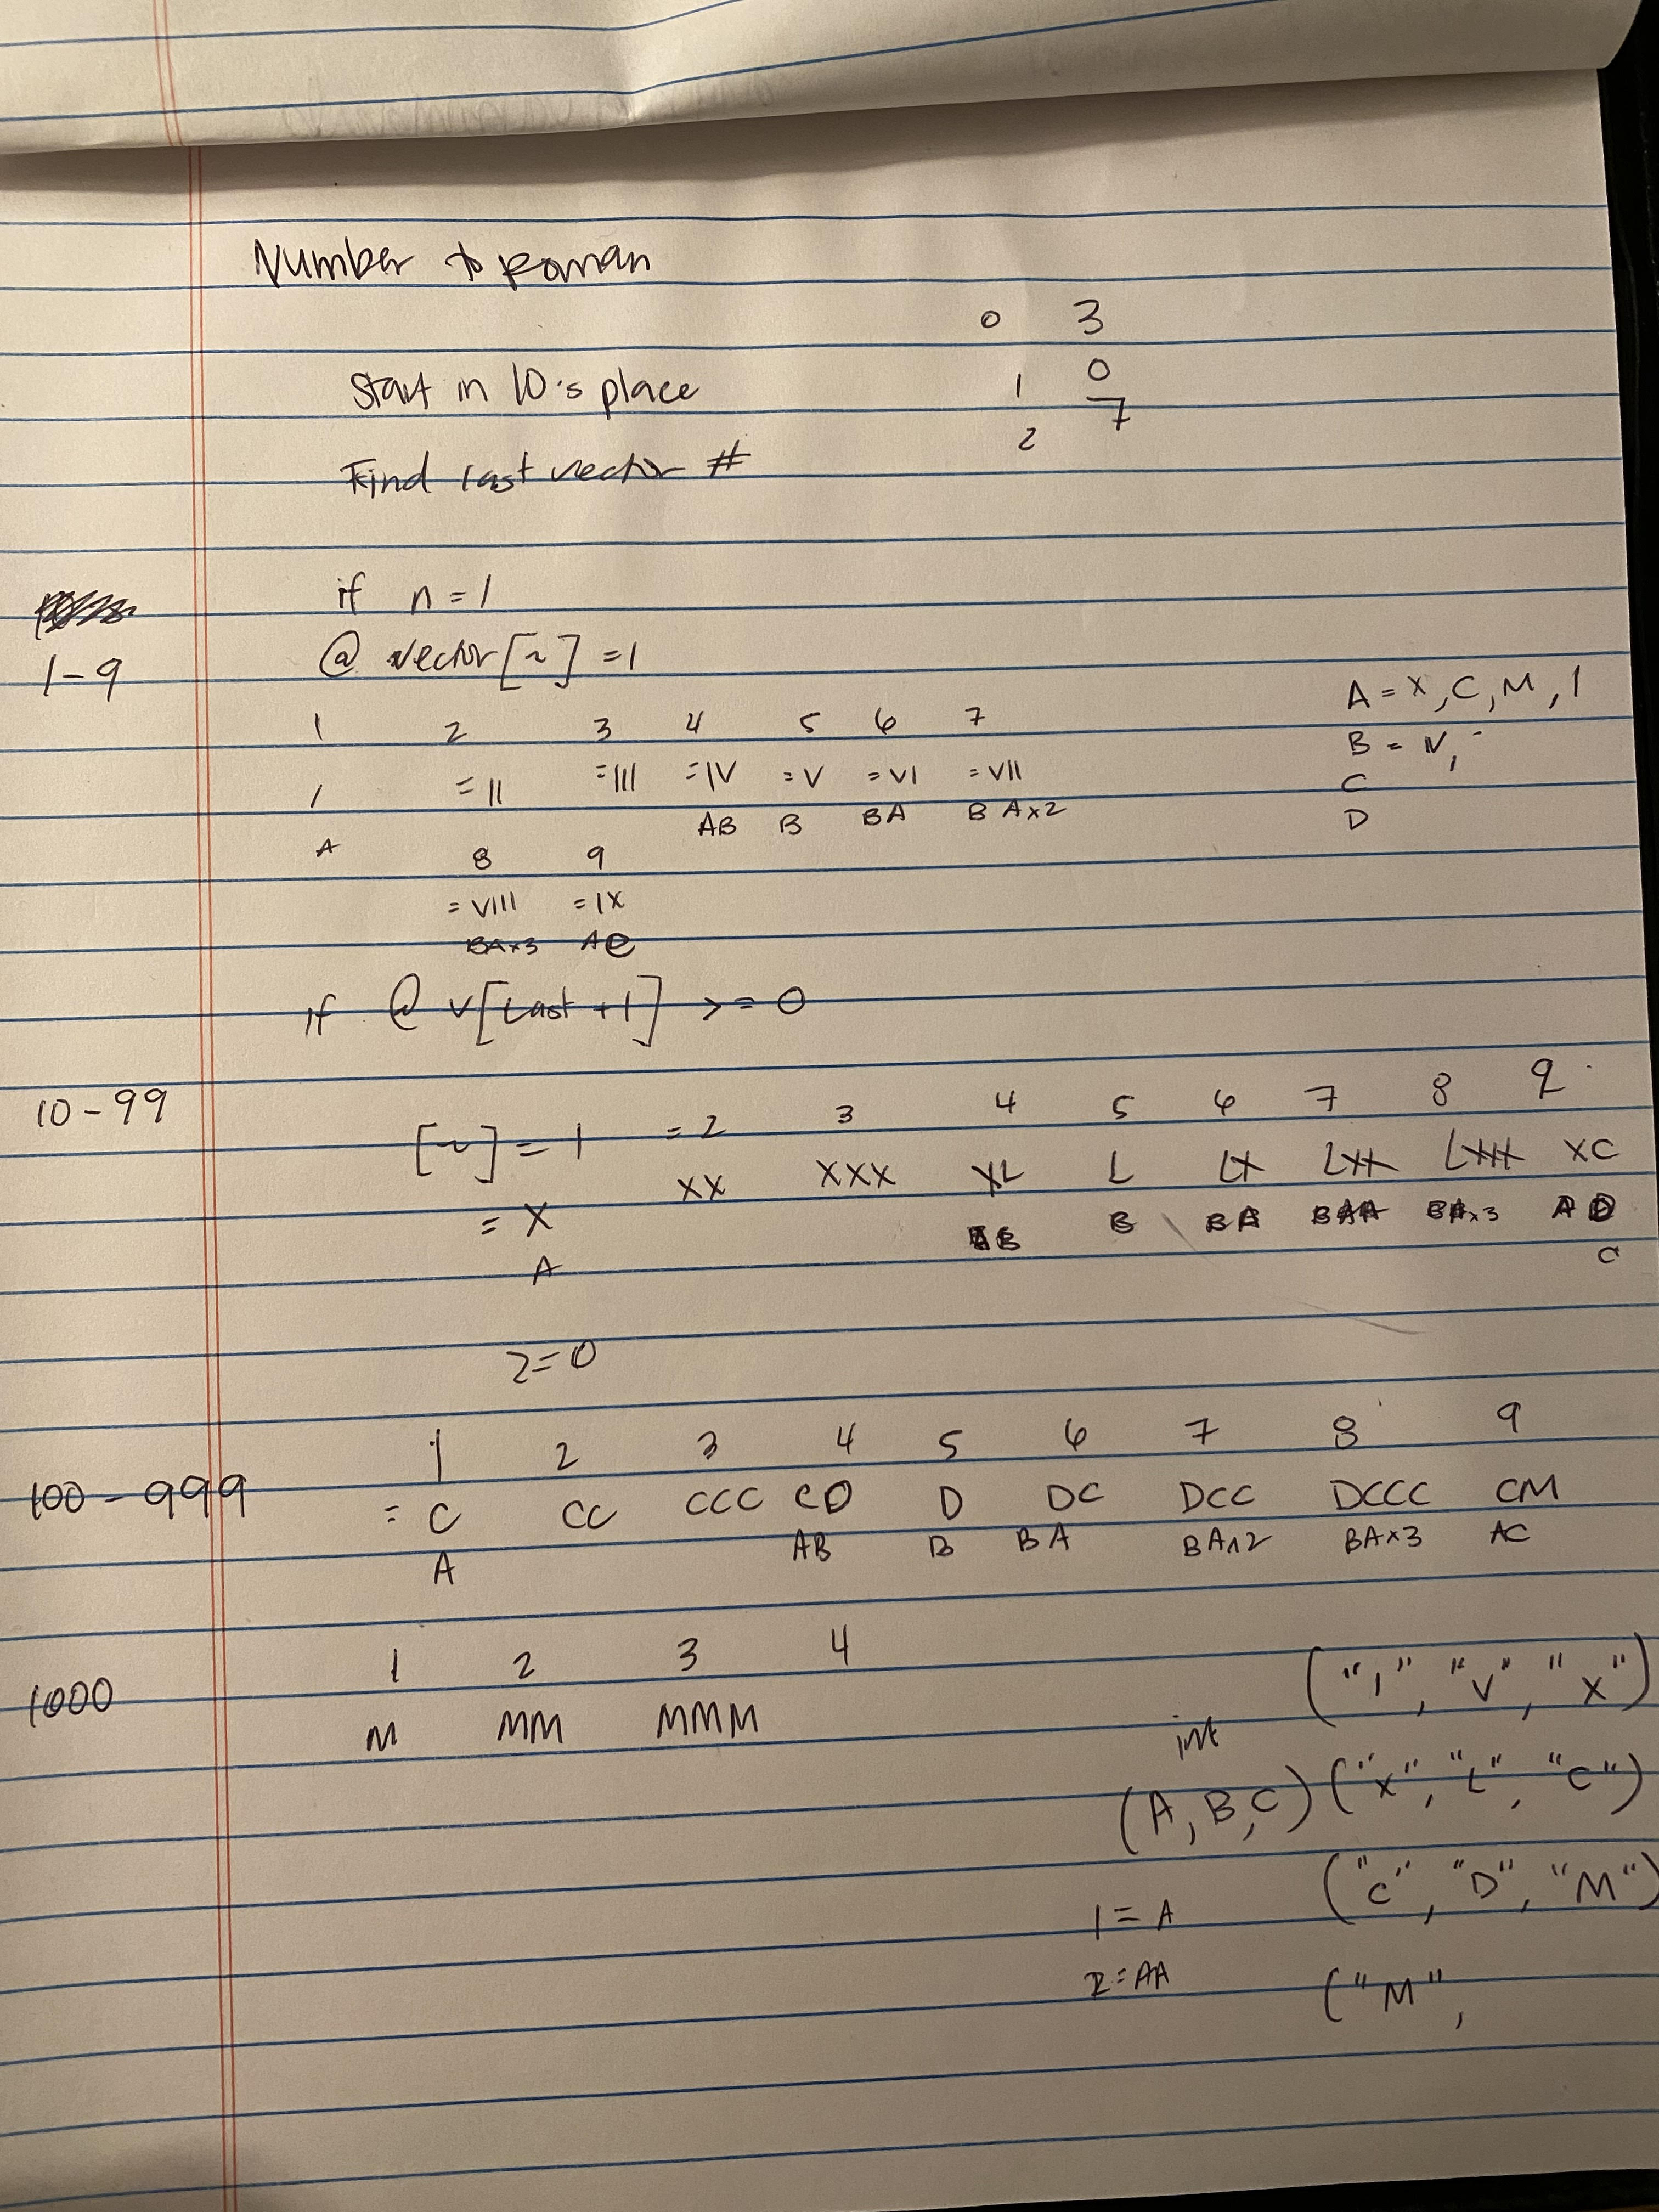 Number to Roman
0 3
Start in 10's place 1 0
2 7
Find last vector #
if n = 1
1-9 @ vector[~] = 1
A = X, C, M, I
1 2 3 4 5 6 7
B = V,
I = II = III = IV = V = VI = VII
C
A AB B BA B A x 2
D
8 9
= VIII = IX
BA x 3 A C
if @ v[Last + 1] > = 0
10-99
[~] = 1 = 2 3 4 5 6 7 8 9
= X XX XXX XL L LX LXX LXXX XC
A AB B BA BAA BA x 3 A
C
2 = 0
1 2 3 4 5 6 7 8 9
100-999 = C CC CCC CD D DC DCC DCCC CM
A AB B BA BA x 2 BA x 3 AC
1 2 3 4
1000 M MM MMM
("I", "V", "X")
int
(A, B, C) ("X", "L", "C")
("C", "D", "M")
1 = A
2 = AA
("M",